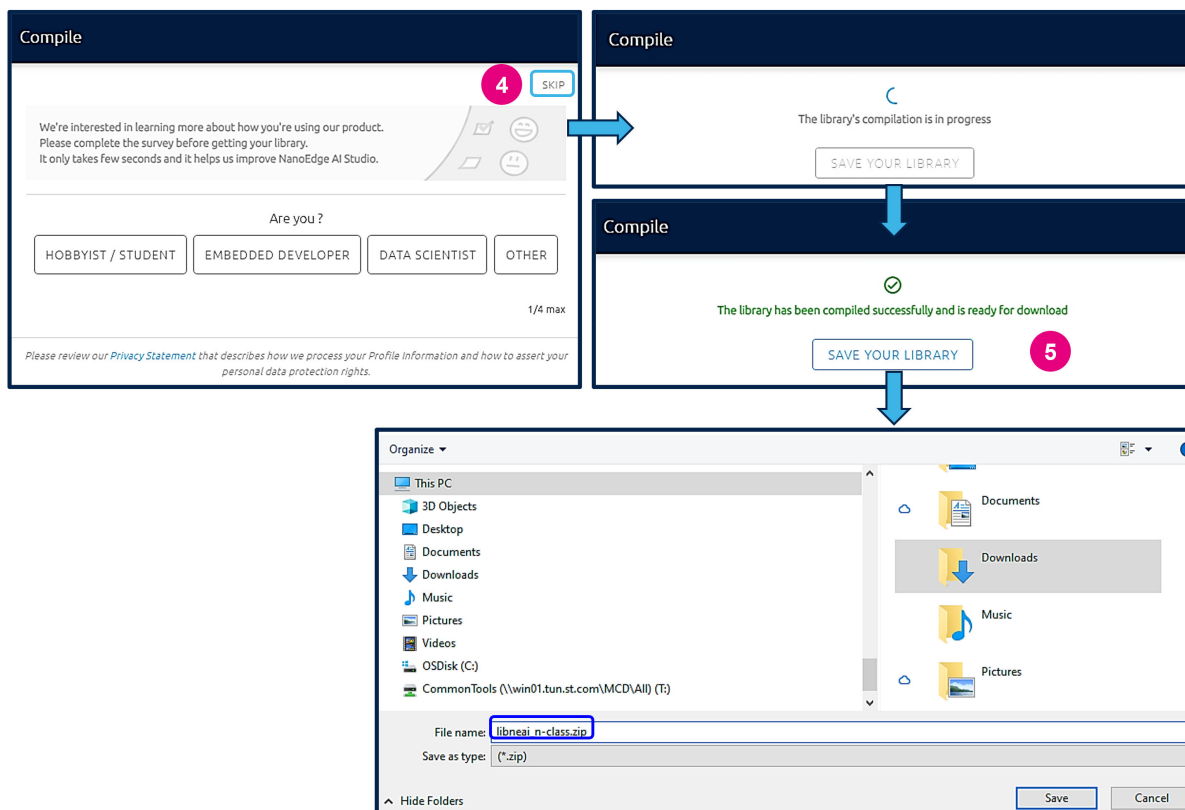 Compile
4
SKIP
We're interested in learning more about how you're using our product.
Please complete the survey before getting your library.
It only takes few seconds and it helps us improve NanoEdge AI Studio.
Are you ?
HOBBYIST / STUDENT
EMBEDDED DEVELOPER
DATA SCIENTIST
OTHER
1/4 max
Please review our Privacy Statement that describes how we process your Profile Information and how to assert your
personal data protection rights.
Compile
The library's compilation is in progress
SAVE YOUR LIBRARY
Compile
The library has been compiled successfully and is ready for download
SAVE YOUR LIBRARY
5
Organize
This PC
3D Objects
Desktop
Documents
Downloads
Music
Pictures
Videos
OSDisk (C:)
CommonTools (\\win01.tun.st.com\MCD\All) (T:)
Documents
Downloads
Music
Pictures
File name: libneai_n-class.zip
Save as type: (*.zip)
Hide Folders
Save
Cancel